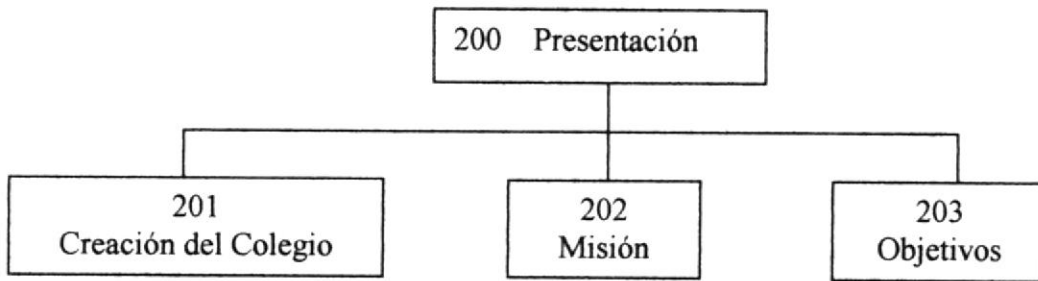 200 Presentación
201
Creación del Colegio
202
Misión
203
Objetivos